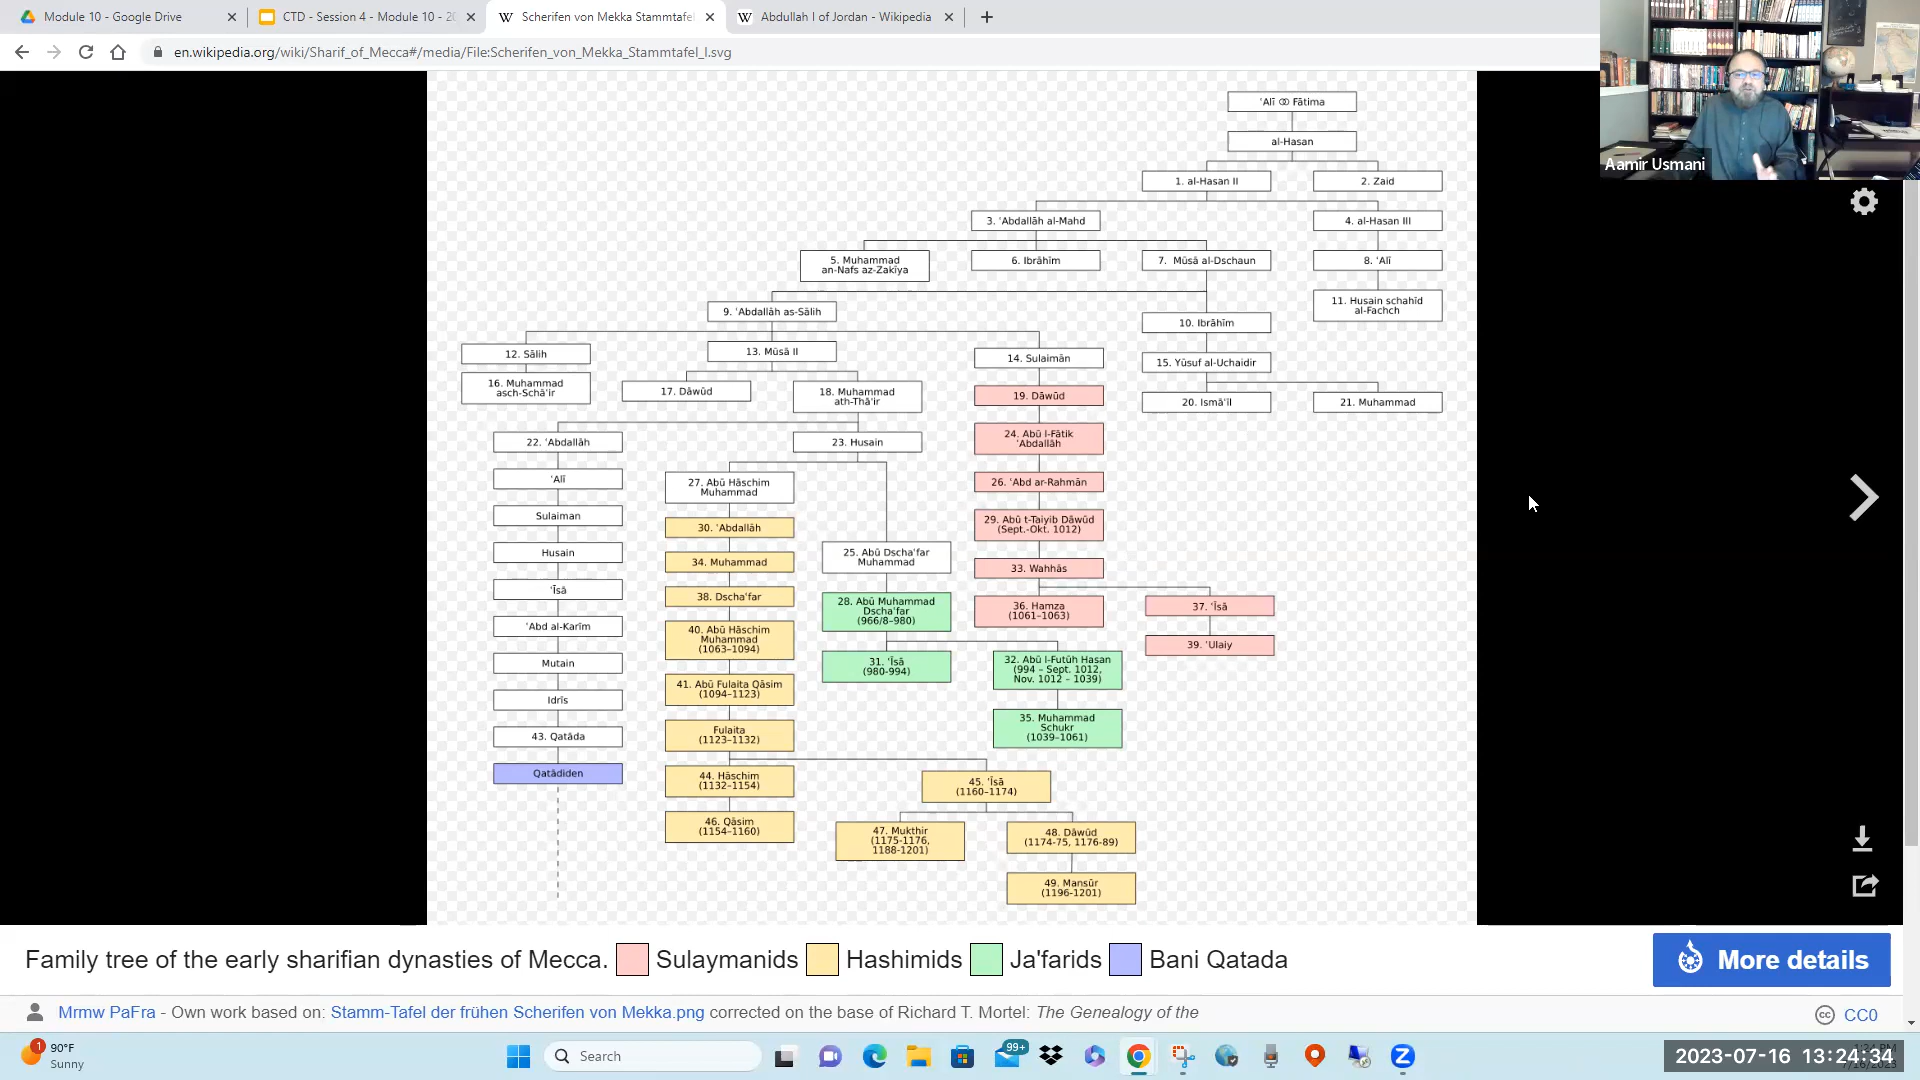 Module 10 - Google Drive
CTD - Session 4 - Module 10 - 20
Scherifen von Mekka Stammtafel
Abdullah I of Jordan - Wikipedia
en.wikipedia.org/wiki/Sharif_of_Mecca#/media/File:Scherifen_von_Mekka_Stammtafel_I.svg
Aamir Usmani
ʿAlī ⚭ Fātima
al-Hasan
1. al-Hasan II
2. Zaid
3. ʿAbdallāh al-Mahd
4. al-Hasan III
5. Muhammad
an-Nafs az-Zakīya
6. Ibrāhīm
7. Mūsā al-Dschaun
8. ʿAlī
9. ʿAbdallāh as-Sālih
10. Ibrāhīm
11. Husain schahīd
al-Fachch
12. Sālih
13. Mūsā II
14. Sulaimān
15. Yūsuf al-Uchaidir
16. Muhammad
asch-Schāʿir
17. Dāwūd
18. Muhammad
ath-Thāʾir
19. Dāwūd
20. Ismāʿīl
21. Muhammad
22. ʿAbdallāh
23. Husain
24. Abū l-Fātik
ʿAbdallāh
ʿAlī
27. Abū Hāschim
Muhammad
26. ʿAbd ar-Rahmān
Sulaiman
30. ʿAbdallāh
29. Abū t-Taiyib Dāwūd
(Sept.-Okt. 1012)
Husain
34. Muhammad
25. Abū Dschaʿfar
Muhammad
33. Wahhās
ʿĪsā
38. Dschaʿfar
28. Abū Muhammad
Dschaʿfar
(966/8–980)
36. Hamza
(1061–1063)
37. ʿĪsā
ʿAbd al-Karīm
40. Abū Hāschim
Muhammad
(1063–1094)
39. ʿUlaiy
Mutain
31. ʿĪsā
(980-994)
32. Abū l-Futūh Hasan
(994 – Sept. 1012,
Nov. 1012 – 1039)
Idrīs
41. Abū Fulaita Qāsim
(1094–1123)
43. Qatāda
Fulaita
(1123–1132)
35. Muhammad
Schukr
(1039–1061)
Qatādiden
44. Hāschim
(1132–1154)
45. ʿĪsā
(1160–1174)
46. Qāsim
(1154–1160)
47. Mukthir
(1175-1176,
1188-1201)
48. Dāwūd
(1174-75, 1176-89)
49. Mansūr
(1196-1201)
Family tree of the early sharifian dynasties of Mecca. Sulaymanids Hashimids Ja'farids Bani Qatada
More details
Mrmw PaFra - Own work based on: Stamm-Tafel der frühen Scherifen von Mekka.png corrected on the base of Richard T. Mortel: The Genealogy of the
CC0
1
90°F
Sunny
Search
99+
2023-07-16 13:24:34